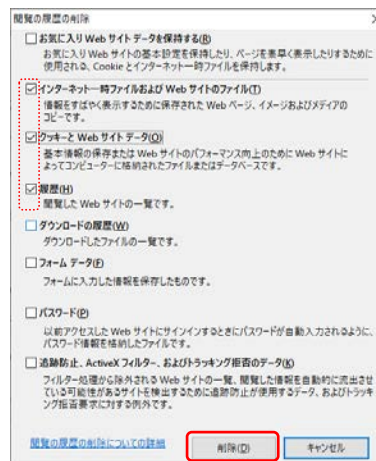 閲覧の履歴の削除
お気に入り Web サイト データを保持する(R)
お気に入り Web サイトの基本設定を保持したり、ページを素早く表示したりするために
使用される、Cookie とインターネット一時ファイルを保持します。
インターネット一時ファイルおよび Web サイトのファイル(T)
情報をすばやく表示するために保存された Web ページ、イメージおよびメディアの
コピーです。
クッキーと Web サイト データ(O)
基本情報の保存または Web サイトのパフォーマンス向上のために Web サイトに
よってコンピューターに格納されたファイルまたはデータベースです。
履歴(H)
閲覧した Web サイトの一覧です。
ダウンロードの履歴(W)
ダウンロードしたファイルの一覧です。
フォーム データ(F)
フォームに入力した情報を保存したものです。
パスワード(P)
以前アクセスした Web サイトにサインインするときにパスワードが自動入力されるように、
パスワード情報を格納したファイルです。
追跡防止、ActiveX フィルター、およびトラッキング拒否のデータ(K)
フィルター処理から除外される Web サイトの一覧、閲覧した情報を自動的に流出させ
ている可能性があるサイトを検出するために追跡防止が使用するデータ、およびトラッキ
ング拒否要求に対する例外です。
閲覧の履歴の削除についての詳細
削除(D)
キャンセル